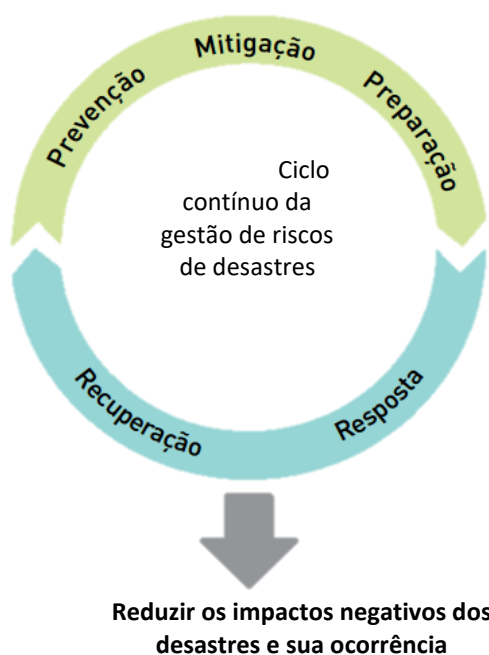 Prevenção
Mitigação
Preparação
Ciclo
contínuo da
gestão de riscos
de desastres
Recuperação
Resposta
Reduzir os impactos negativos dos
desastres e sua ocorrência